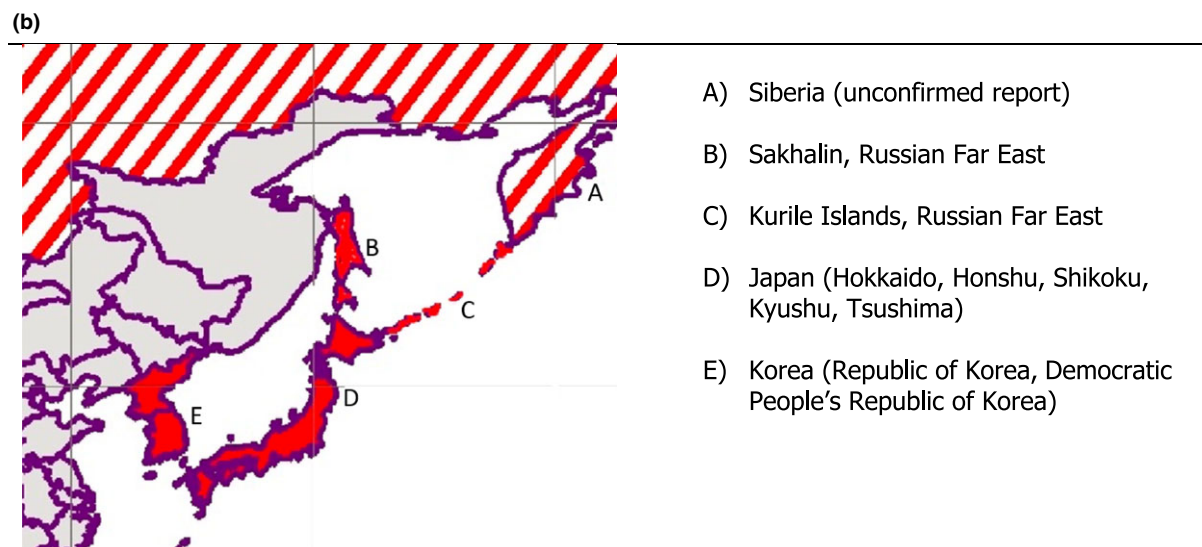 (b)
A) Siberia (unconfirmed report)
B) Sakhalin, Russian Far East
C) Kurile Islands, Russian Far East
D) Japan (Hokkaido, Honshu, Shikoku,
Kyushu, Tsushima)
E) Korea (Republic of Korea, Democratic
People's Republic of Korea)
A
B
C
D
E